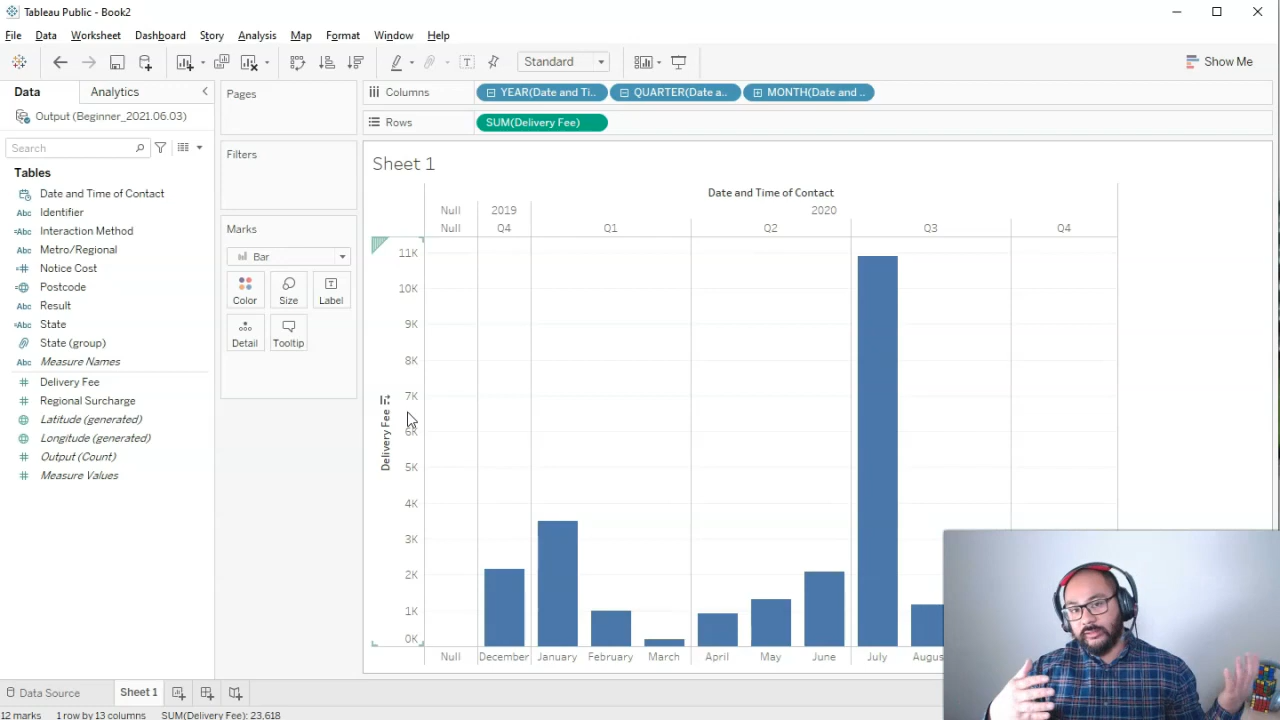 Tableau Public - Book2
File Data Worksheet Dashboard Story Analysis Map Format Window Help
Standard
Show Me
Data Analytics
Output (Beginner_2021.06.03)
Search
Tables
Date and Time of Contact
Identifier
Interaction Method
Metro/Regional
Notice Cost
Postcode
Result
State
State (group)
Measure Names
Delivery Fee
Regional Surcharge
Latitude (generated)
Longitude (generated)
Output (Count)
Measure Values
Pages
Filters
Marks
Bar
Color Size Label
Detail Tooltip
Columns YEAR(Date and Ti.. QUARTER(Date a.. MONTH(Date and ..
Rows SUM(Delivery Fee)
Sheet 1
Date and Time of Contact
Null 2019 2020
Null Q4 Q1 Q2 Q3 Q4
11K
10K
9K
8K
7K
6K
5K
4K
3K
2K
1K
0K
Delivery Fee
Null December January February March April May June July Augus
Data Source Sheet 1
12 marks 1 row by 13 columns SUM(Delivery Fee): 23,618